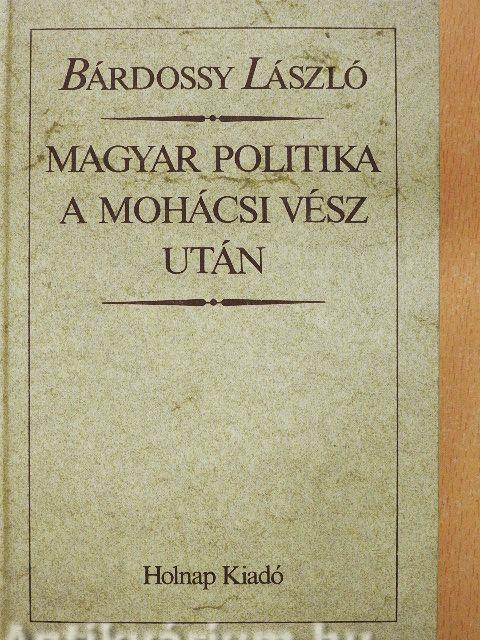 BÁRDOSSY LÁSZLÓ
MAGYAR POLITIKA
A MOHÁCSI VÉSZ
UTÁN
Holnap Kiadó